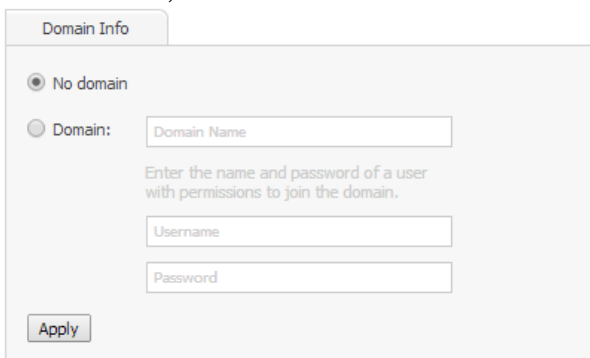 Domain Info
No domain
Domain: Domain Name
Enter the name and password of a user
with permissions to join the domain.
Username
Password
Apply